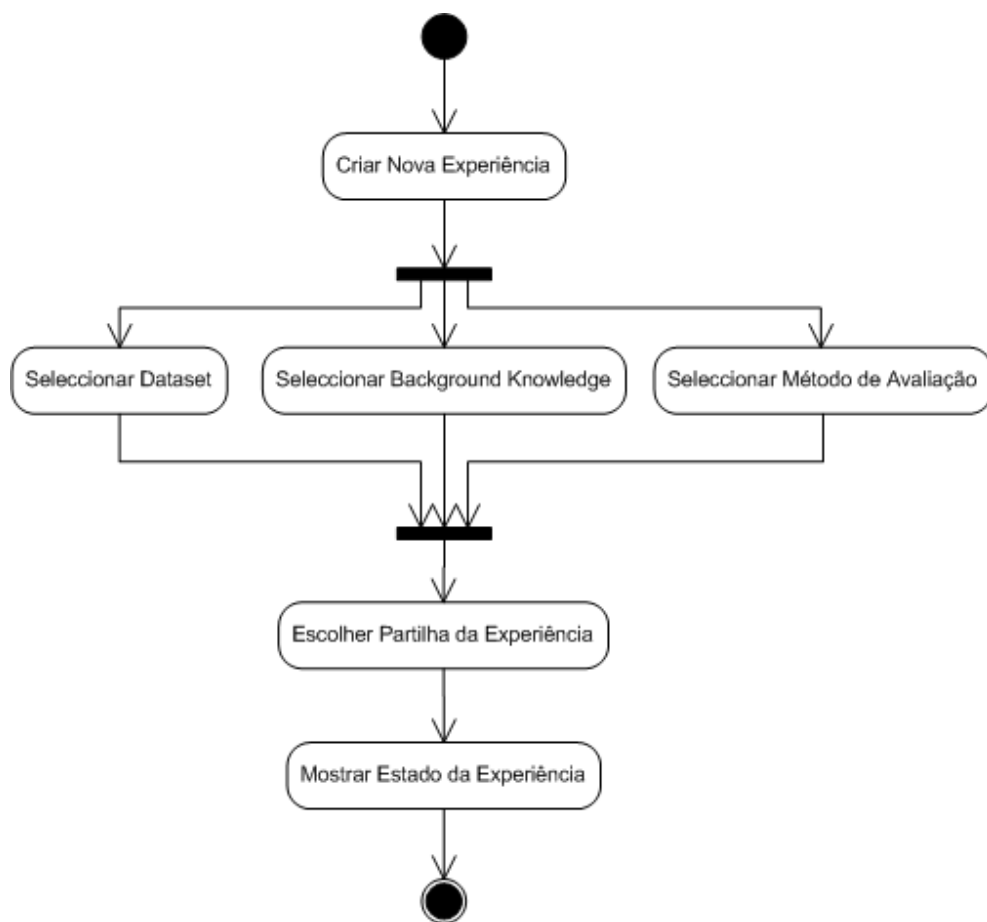 Criar Nova Experiência
Seleccionar Dataset
Seleccionar Background Knowledge
Seleccionar Método de Avaliação
Escolher Partilha da Experiência
Mostrar Estado da Experiência